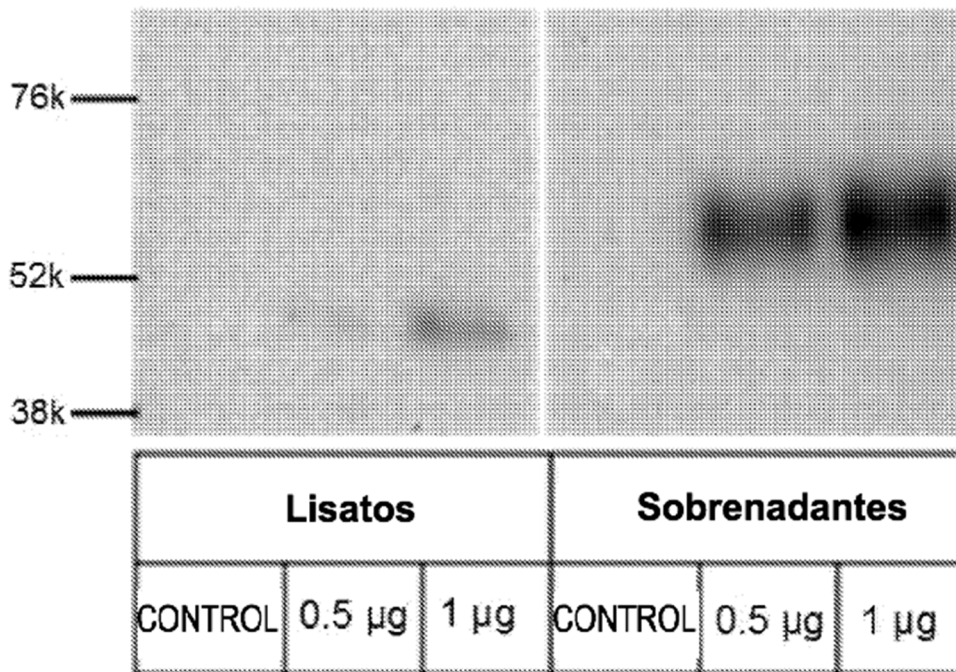 76k
52k
38k
Lisatos Sobrenadantes
CONTROL 0.5 µg 1 µg CONTROL 0.5 µg 1 µg